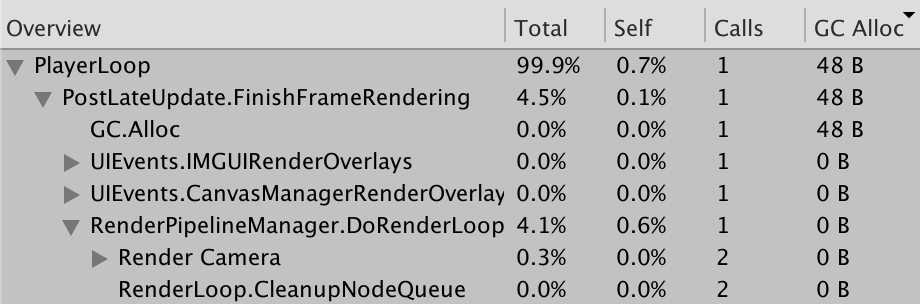 Overview Total Self Calls GC Alloc
PlayerLoop 99.9% 0.7% 1 48 B
PostLateUpdate.FinishFrameRendering 4.5% 0.1% 1 48 B
GC.Alloc 0.0% 0.0% 1 48 B
UIEvents.IMGUIRenderOverlays 0.0% 0.0% 1 0 B
UIEvents.CanvasManagerRenderOverlay 0.0% 0.0% 1 0 B
RenderPipelineManager.DoRenderLoop 4.1% 0.6% 1 0 B
Render Camera 0.3% 0.0% 2 0 B
RenderLoop.CleanupNodeQueue 0.0% 0.0% 2 0 B